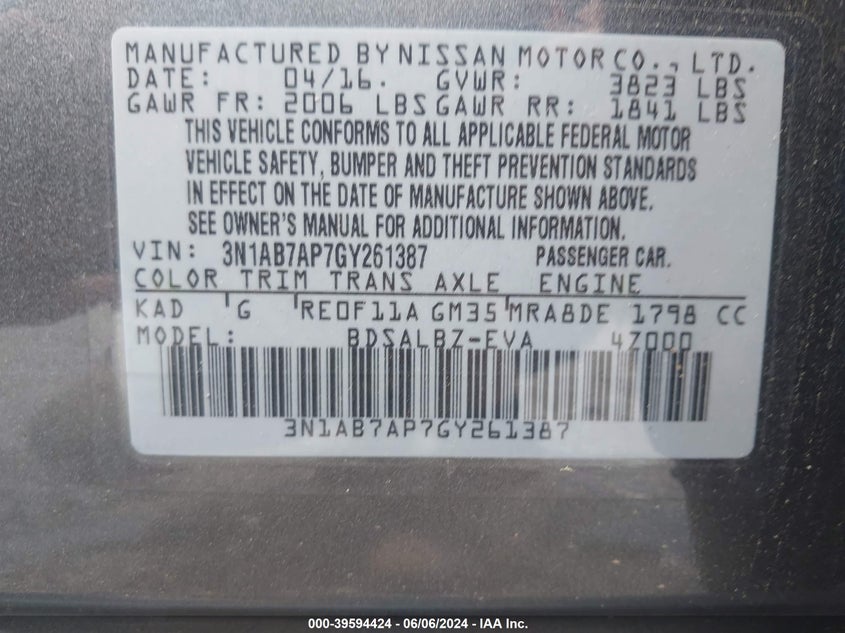 MANUFACTURED BY NISSAN MOTOR CO., LTD.
DATE: 04/16. GVWR: 3823 LBS
GAWR FR: 2006 LBS GAWR RR: 1841 LBS
THIS VEHICLE CONFORMS TO ALL APPLICABLE FEDERAL MOTOR
VEHICLE SAFETY, BUMPER AND THEFT PREVENTION STANDARDS
IN EFFECT ON THE DATE OF MANUFACTURE SHOWN ABOVE.
SEE OWNER'S MANUAL FOR ADDITIONAL INFORMATION.
VIN: 3N1AB7AP7GY261387 PASSENGER CAR.
COLOR TRIM TRANS AXLE ENGINE
KAD 'G 'RE0F11A GM35 'MRA8DE 1798 CC
MODEL: BDSALBZ-EVA 47000
3N1AB7AP7GY261387
000-39594424 - 06/06/2024 - IAA Inc.